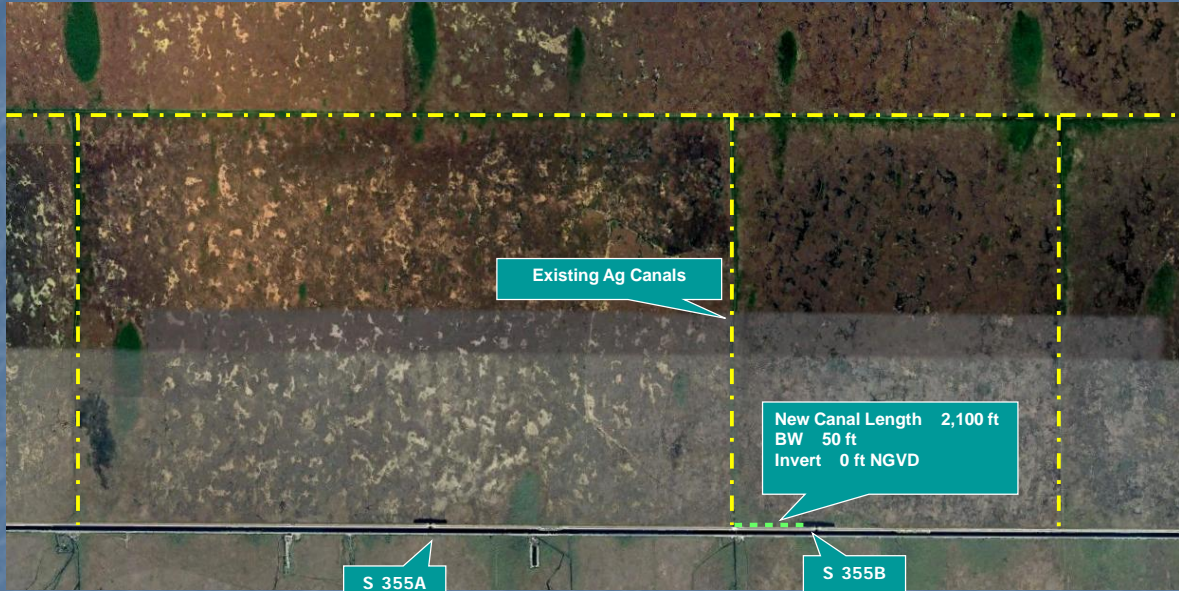 Existing Ag Canals
New Canal Length 2,100 ft
BW 50 ft
Invert 0 ft NGVD
S 355A
S 355B